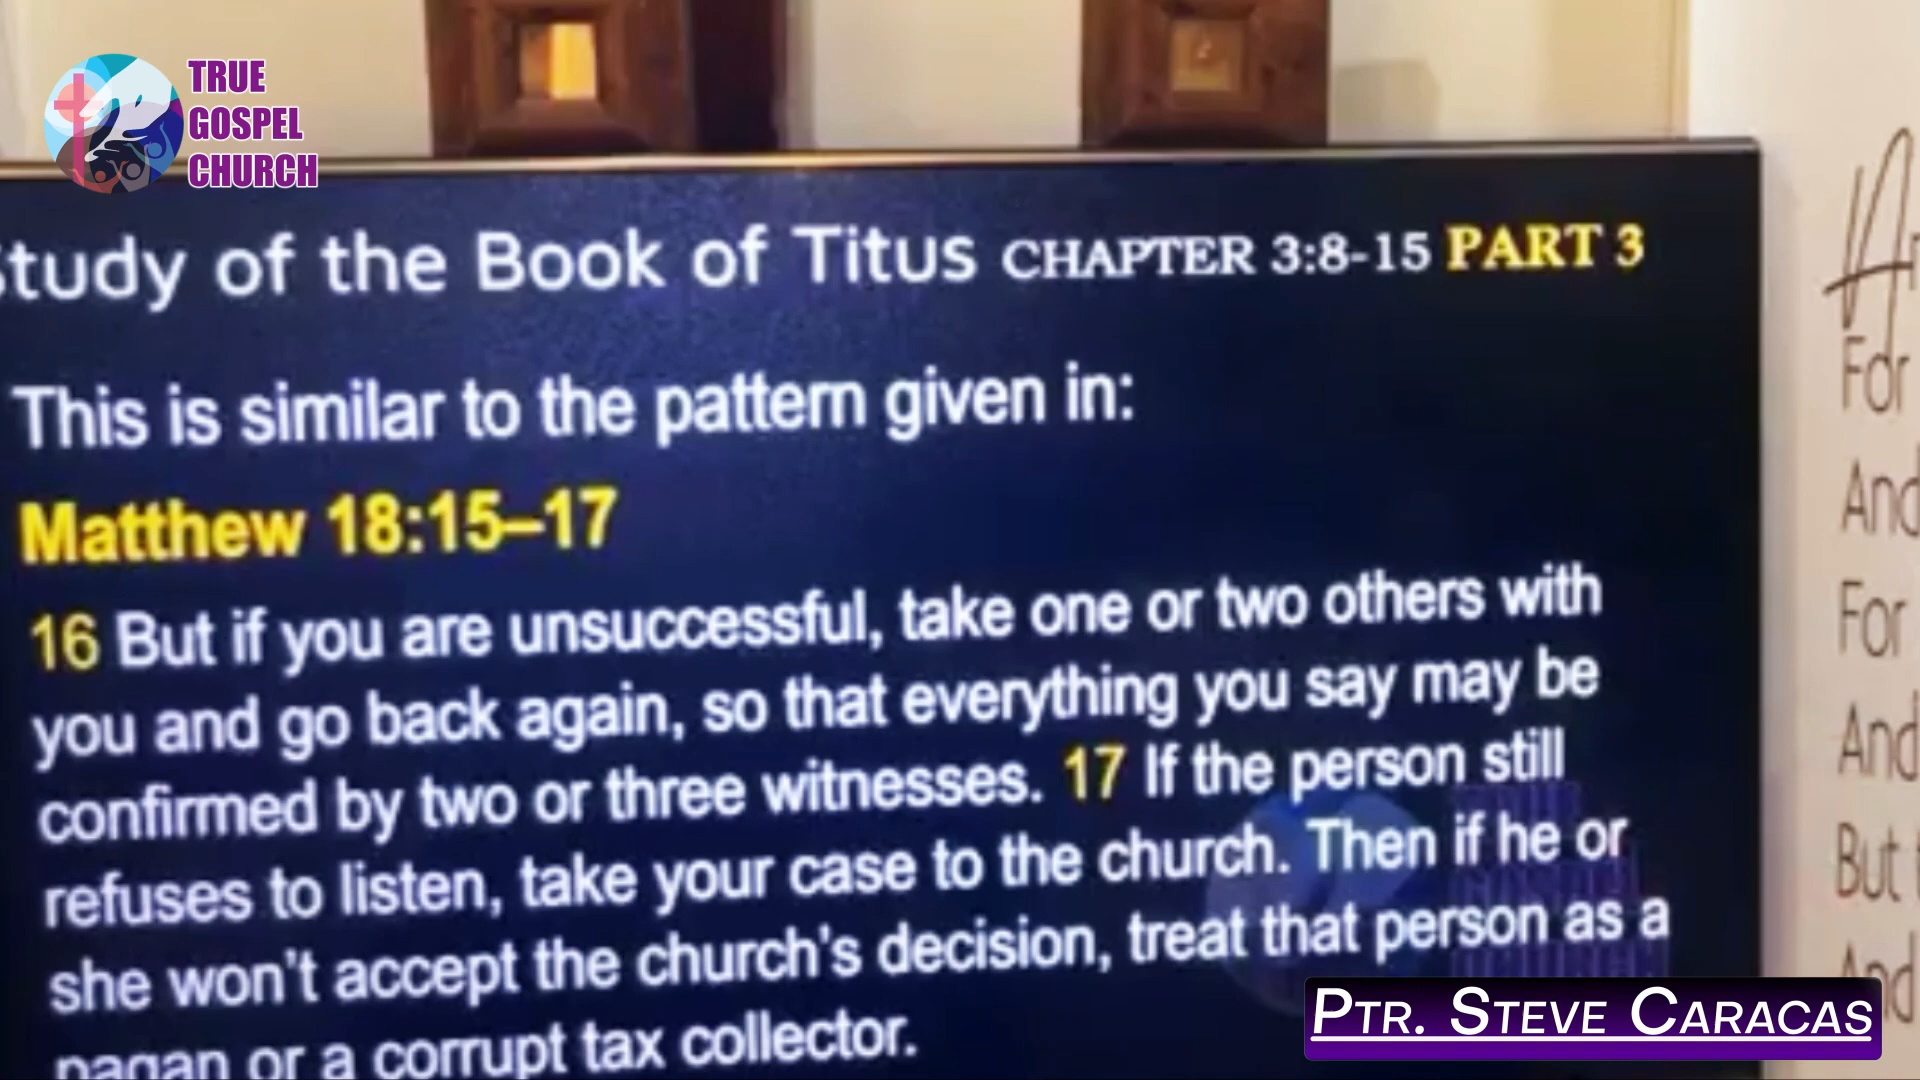 TRUE
GOSPEL
CHURCH
Study of the Book of Titus CHAPTER 3:8-15 PART 3
This is similar to the pattern given in:
Matthew 18:15–17
16 But if you are unsuccessful, take one or two others with
you and go back again, so that everything you say may be
confirmed by two or three witnesses. 17 If the person still
refuses to listen, take your case to the church. Then if he or
she won't accept the church's decision, treat that person as a
pagan or a corrupt tax collector.
For
And
For
And
But
And
PTR. STEVE CARACAS